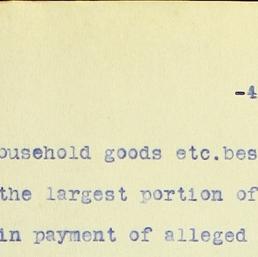 -4
ousehold goods etc.bes
the largest portion of
in payment of alleged